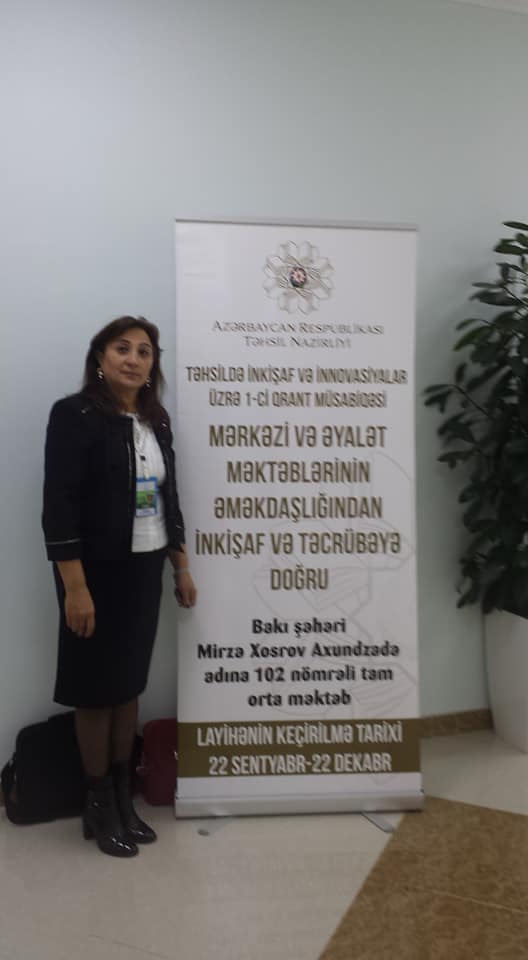 AZƏRBAYCAN RESPUBLİKASI
TƏHSİL NAZİRLİYİ
TƏHSİLDƏ İNKİŞAF VƏ İNNOVASİYALAR
ÜZRƏ 1-Cİ QRANT MÜSABİQƏSİ
MƏRKƏZİ VƏ ƏYALƏT
MƏKTƏBLƏRİNİN
ƏMƏKDAŞLIĞINDAN
İNKİŞAF VƏ TƏCRÜBƏYƏ
DOĞRU
Bakı şəhəri
Mirzə Xosrov Axundzadə
adına 102 nömrəli tam
orta məktəb
LAYİHƏNİN KEÇİRİLMƏ TARİXİ
22 SENTYABR-22 DEKABR